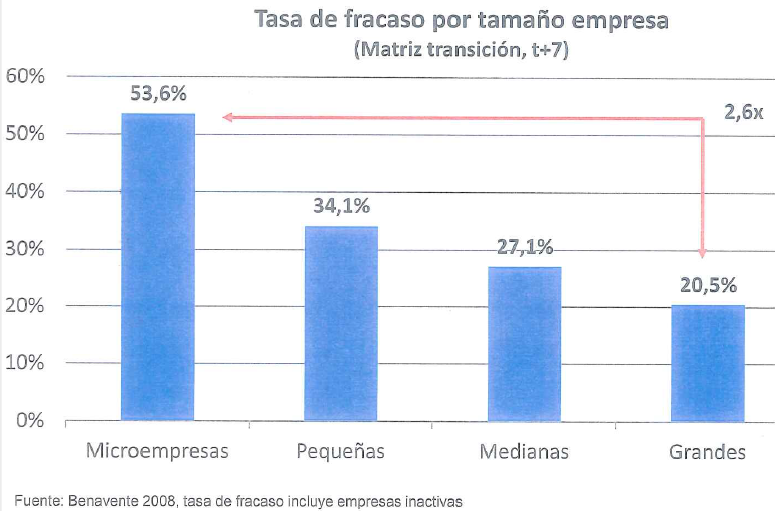 Tasa de fracaso por tamaño empresa
(Matriz transición, t+7)
60%
53,6%
2,6x
50%
40%
34,1%
30%
27,1%
20,5%
20%
10%
0%
Microempresas Pequeñas Medianas Grandes
Fuente: Benavente 2008, tasa de fracaso incluye empresas inactivas